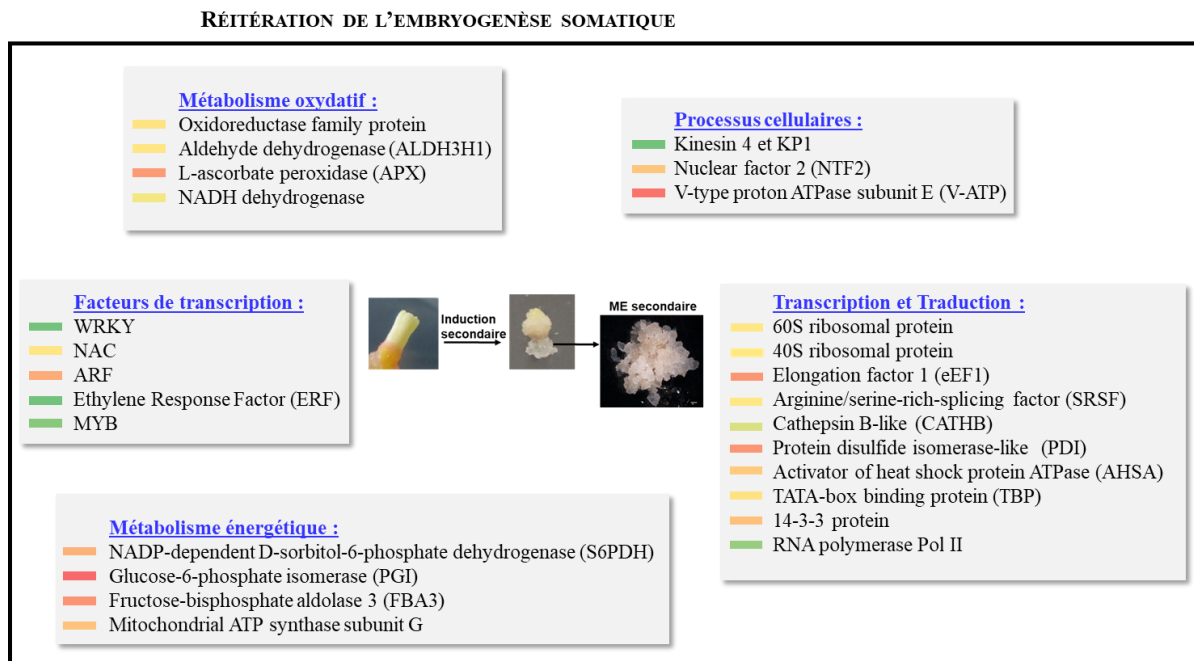 RÉITÉRATION DE L’EMBRYOGENÈSE SOMATIQUE
Métabolisme oxydatif :
Oxidoreductase family protein
Aldehyde dehydrogenase (ALDH3H1)
L-ascorbate peroxidase (APX)
NADH dehydrogenase
Processus cellulaires :
Kinesin 4 et KP1
Nuclear factor 2 (NTF2)
V-type proton ATPase subunit E (V-ATP)
Facteurs de transcription :
WRKY
NAC
ARF
Ethylene Response Factor (ERF)
MYB
Induction
secondaire
ME secondaire
Transcription et Traduction :
60S ribosomal protein
40S ribosomal protein
Elongation factor 1 (eEF1)
Arginine/serine-rich-splicing factor (SRSF)
Cathepsin B-like (CATHB)
Protein disulfide isomerase-like (PDI)
Activator of heat shock protein ATPase (AHSA)
TATA-box binding protein (TBP)
14-3-3 protein
RNA polymerase Pol II
Métabolisme énergétique :
NADP-dependent D-sorbitol-6-phosphate dehydrogenase (S6PDH)
Glucose-6-phosphate isomerase (PGI)
Fructose-bisphosphate aldolase 3 (FBA3)
Mitochondrial ATP synthase subunit G